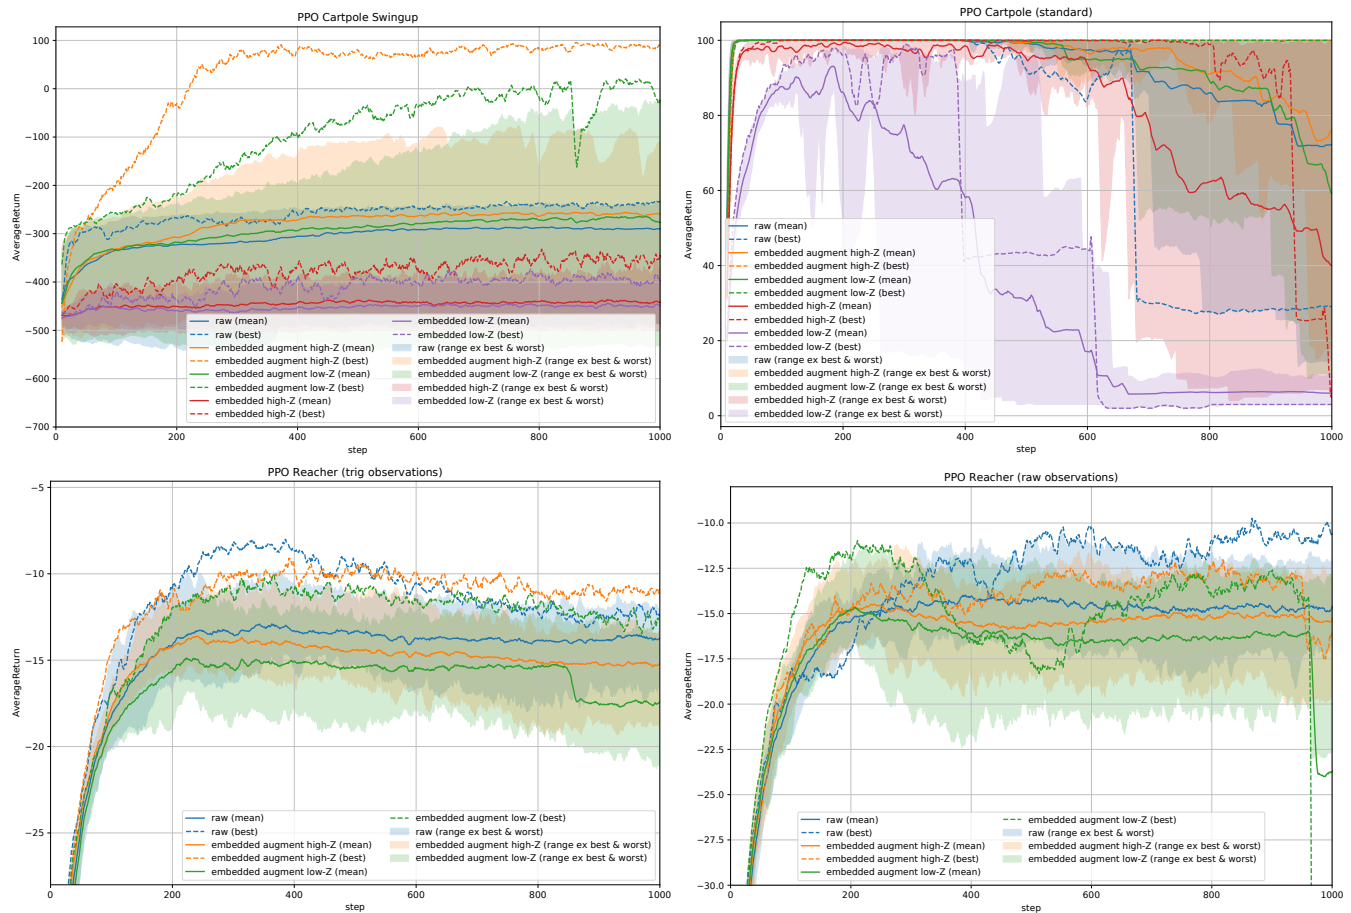 PPO Cartpole Swingup
100
0
−100
−200
−300
−400
−500
−600
−700
AverageReturn
0
200
400
600
800
1000
step
raw (mean)
raw (best)
embedded augment high-Z (mean)
embedded augment high-Z (best)
embedded augment low-Z (mean)
embedded augment low-Z (best)
embedded high-Z (mean)
embedded high-Z (best)
embedded low-Z (mean)
embedded low-Z (best)
raw (range ex best & worst)
embedded augment high-Z (range ex best & worst)
embedded augment low-Z (range ex best & worst)
embedded high-Z (range ex best & worst)
embedded low-Z (range ex best & worst)
PPO Cartpole (standard)
100
80
60
40
20
0
AverageReturn
0
200
400
600
800
1000
step
raw (mean)
raw (best)
embedded augment high-Z (mean)
embedded augment high-Z (best)
embedded augment low-Z (mean)
embedded augment low-Z (best)
embedded high-Z (mean)
embedded high-Z (best)
embedded low-Z (mean)
embedded low-Z (best)
raw (range ex best & worst)
embedded augment high-Z (range ex best & worst)
embedded augment low-Z (range ex best & worst)
embedded high-Z (range ex best & worst)
embedded low-Z (range ex best & worst)
PPO Reacher (trig observations)
−5
−10
−15
−20
−25
AverageReturn
0
200
400
600
800
1000
step
raw (mean)
raw (best)
embedded augment high-Z (mean)
embedded augment high-Z (best)
embedded augment low-Z (mean)
embedded augment low-Z (best)
raw (range ex best & worst)
embedded augment high-Z (range ex best & worst)
embedded augment low-Z (range ex best & worst)
PPO Reacher (raw observations)
−10.0
−12.5
−15.0
−17.5
−20.0
−22.5
−25.0
−27.5
−30.0
AverageReturn
0
200
400
600
800
1000
step
raw (mean)
raw (best)
embedded augment high-Z (mean)
embedded augment high-Z (best)
embedded augment low-Z (mean)
embedded augment low-Z (best)
raw (range ex best & worst)
embedded augment high-Z (range ex best & worst)
embedded augment low-Z (range ex best & worst)